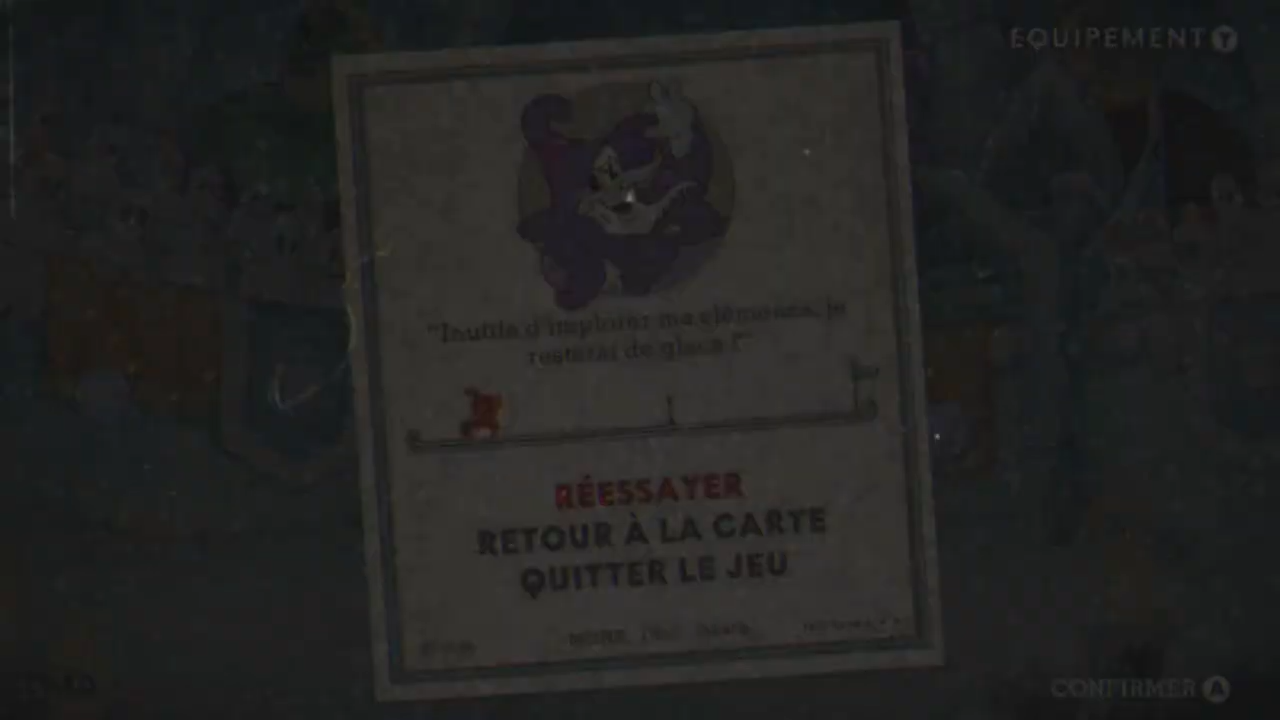 EQUIPEMENT Y
"Inutile d'implorer ma clémence, je
resterai de glace !"
RÉESSAYER
RETOUR À LA CARTE
QUITTER LE JEU
CONFIRMER A